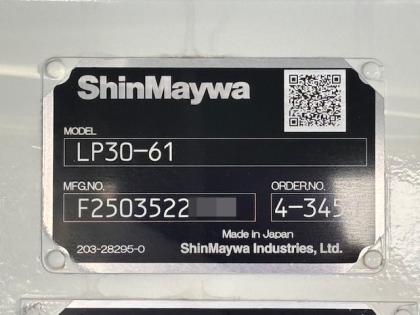 ShinMaywa
MODEL
LP30-61
MFG.NO.
ORDER.NO.
F2503522
4-345
Made in Japan
203-28295-0
ShinMaywa Industries, Ltd.